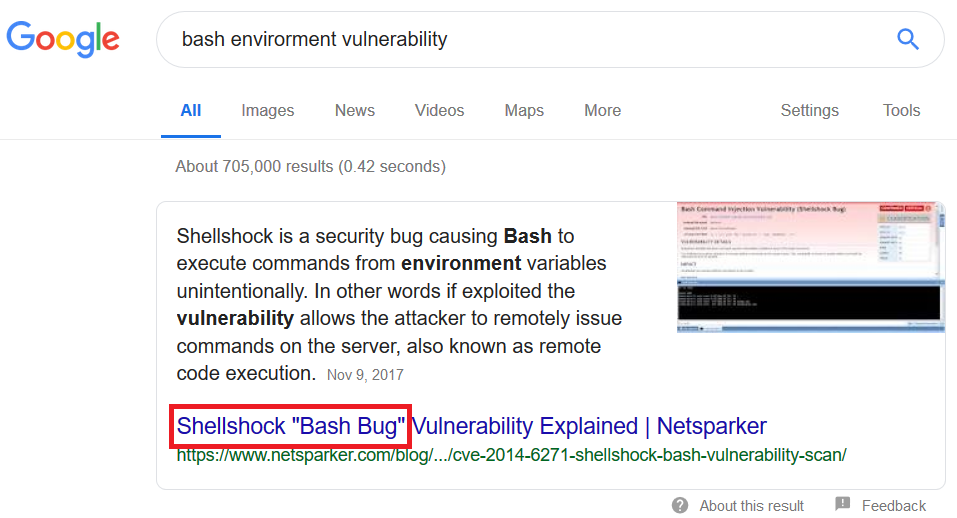 Google
bash envirorment vulnerability
All Images News Videos Maps More Settings Tools
About 705,000 results (0.42 seconds)
Shellshock is a security bug causing Bash to
execute commands from environment variables
unintentionally. In other words if exploited the
vulnerability allows the attacker to remotely issue
commands on the server, also known as remote
code execution. Nov 9, 2017
Bash Command Injection Vulnerability (Shellshock Bug)
VULNERABILITY DETAILS
IMPACT
Shellshock "Bash Bug" Vulnerability Explained | Netsparker
https://www.netsparker.com/blog/.../cve-2014-6271-shellshock-bash-vulnerability-scan/
About this result Feedback